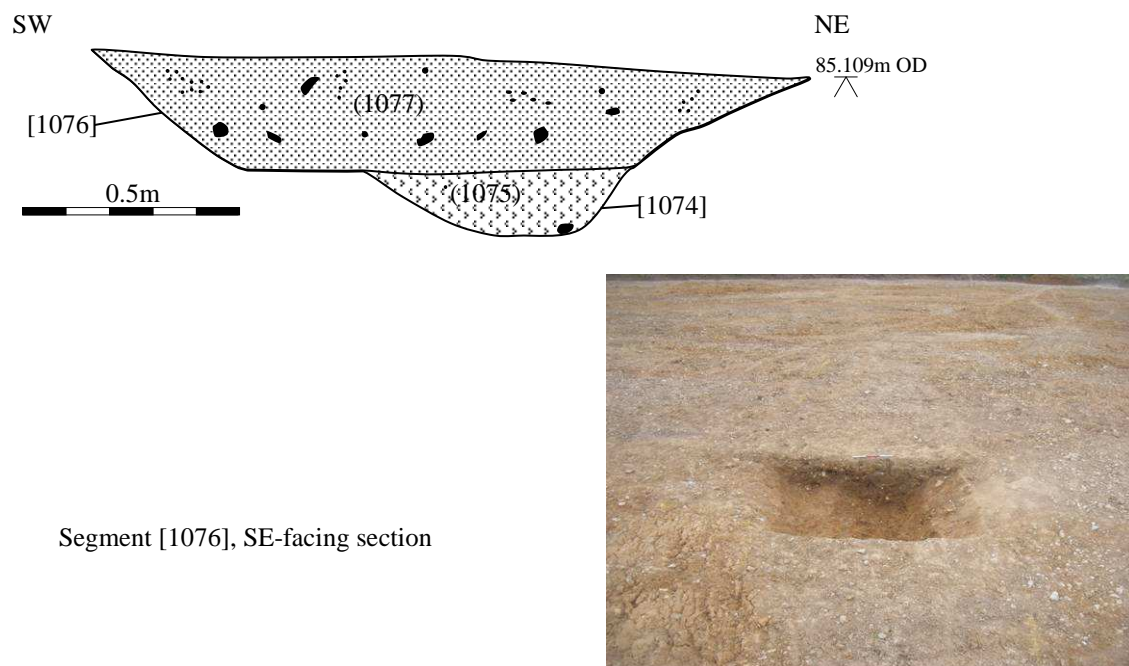 SW
NE
85.109m OD
(1077)
[1076]
(1075)
0.5m
[1074]
Segment [1076], SE-facing section